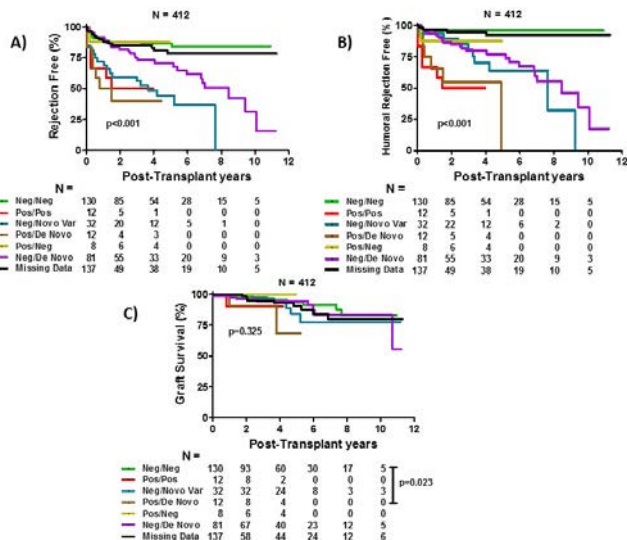 A)
N = 412
Rejection Free (%)
100
75
50
25
0
p<0.001
0 2 4 6 8 10 12
Post-Transplant years
N =
Neg/Neg 130 85 54 28 15 5
Pos/Pos 12 5 1 0 0 0
Neg/Novo Var 32 20 12 5 1 0
Pos/De Novo 12 4 3 0 0 0
Pos/Neg 8 6 4 0 0 0
Neg/De Novo 81 55 33 20 9 3
Missing Data 137 49 38 19 10 5
B)
N = 412
Humoral Rejection Free (%)
100
75
50
25
0
p<0.001
0 2 4 6 8 10 12
Post-Transplant years
N =
Neg/Neg 130 85 54 28 15 5
Pos/Pos 12 5 1 0 0 0
Neg/Novo Var 32 22 12 6 2 0
Pos/De Novo 12 5 4 0 0 0
Pos/Neg 8 6 4 0 0 0
Neg/De Novo 81 55 33 20 9 3
Missing Data 137 49 38 19 10 5
C)
N = 412
Graft Survival (%)
100
75
50
25
0
p=0.325
0 2 4 6 8 10 12
Post-Transplant years
N =
Neg/Neg 130 93 60 30 17 5
Pos/Pos 12 8 2 0 0 0
Neg/Novo Var 32 32 24 8 3 3
Pos/De Novo 12 8 4 0 0 0
Pos/Neg 8 6 4 0 0 0
Neg/De Novo 81 67 40 23 12 5
Missing Data 137 58 44 24 12 6
p=0.023